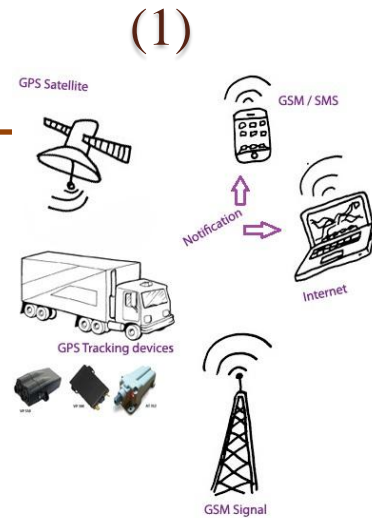 (1)
GPS Satellite
GSM / SMS
Notification
Internet
GPS Tracking devices
GSM Signal